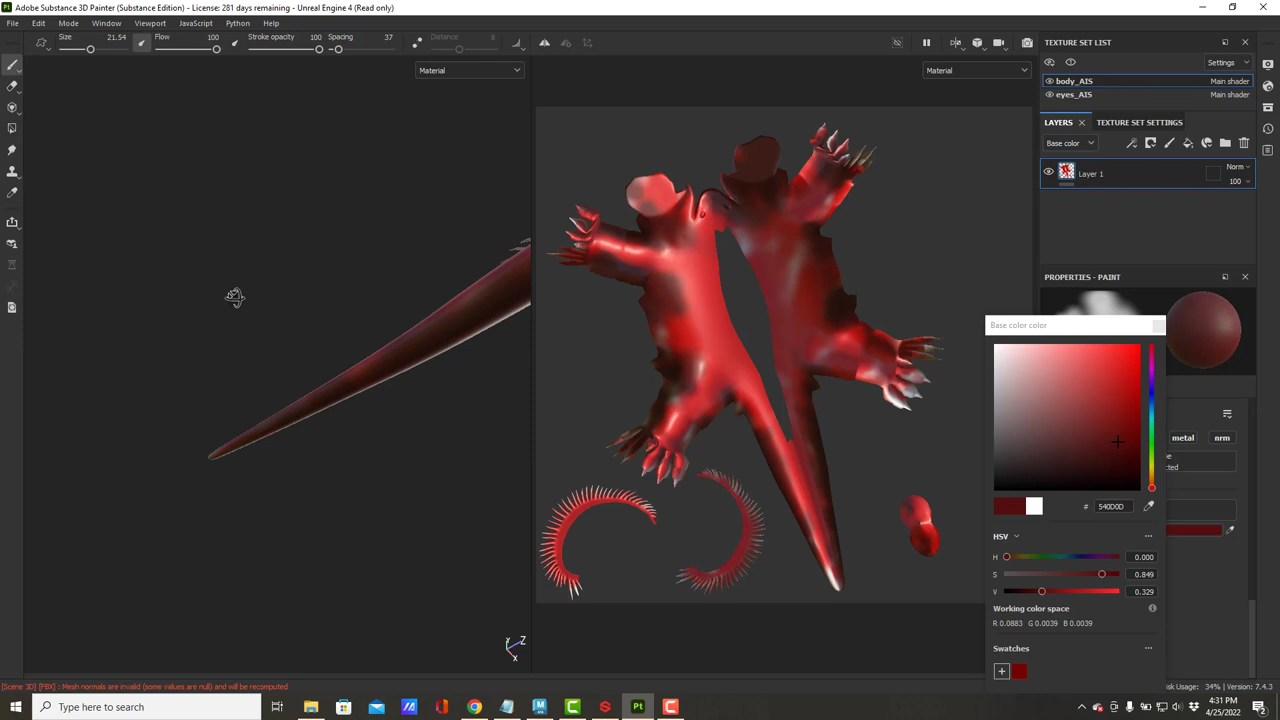 Adobe Substance 3D Painter (Substance Edition) - License: 281 days remaining - Unreal Engine 4 (Read only)
File Edit Mode Window Viewport JavaScript Python Help
Size 21.54 Flow 100 Stroke opacity 100 Spacing 37 Distance 8
Material
Material
TEXTURE SET LIST
Settings
body_AIS Main shader
eyes_AIS Main shader
LAYERS TEXTURE SET SETTINGS
Base color
Layer 1 Norm
100
PROPERTIES - PAINT
Base color color
metal nrm
# 540D0D
HSV
H 0.000
S 0.849
V 0.329
Working color space
R 0.0883 G 0.0039 B 0.0039
Swatches
Y Z X
[Scene 3D] [FBX] : Mesh normals are invalid (some values are null) and will be recomputed
Usage: 34% | Version: 7.4.3
Type here to search
Pt
4:31 PM
4/25/2022
2